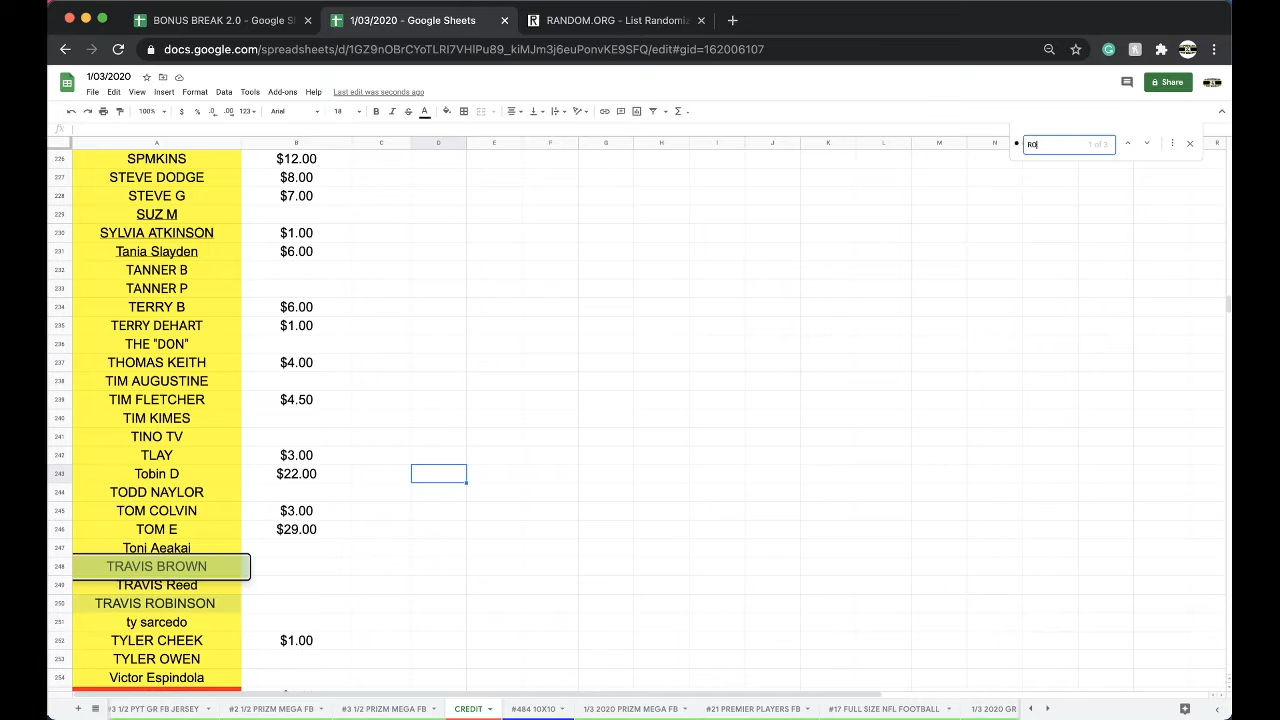 BONUS BREAK 2.0 - Google S
1/03/2020 - Google Sheets
RANDOM.ORG - List Randomiz
docs.google.com/spreadsheets/d/1GZ9nOBrCYoTLRl7VHlPu89_kiMJm3j6euPonvKE9SFQ/edit#gid=162006107
1/03/2020
File Edit View Insert Format Data Tools Add-ons Help Last edit was seconds ago
Share
100% $ % .0 .00 123 Arial 18
RO 1 of 3
A B C D E F G H I J K L M N R
226 SPMKINS $12.00
227 STEVE DODGE $8.00
228 STEVE G $7.00
229 SUZ M
230 SYLVIA ATKINSON $1.00
231 Tania Slayden $6.00
232 TANNER B
233 TANNER P
234 TERRY B $6.00
235 TERRY DEHART $1.00
236 THE "DON"
237 THOMAS KEITH $4.00
238 TIM AUGUSTINE
239 TIM FLETCHER $4.50
240 TIM KIMES
241 TINO TV
242 TLAY $3.00
243 Tobin D $22.00
244 TODD NAYLOR
245 TOM COLVIN $3.00
246 TOM E $29.00
247 Toni Aeakai
248 TRAVIS BROWN
249 TRAVIS Reed
250 TRAVIS ROBINSON
251 ty sarcedo
252 TYLER CHEEK $1.00
253 TYLER OWEN
254 Victor Espindola
#3 1/2 PYT GR FB JERSEY #2 1/2 PRIZM MEGA FB #3 1/2 PRIZM MEGA FB CREDIT #484 10X10 1/3 2020 PRIZM MEGA FB #21 PREMIER PLAYERS FB #17 FULL SIZE NFL FOOTBALL 1/3 2020 GR